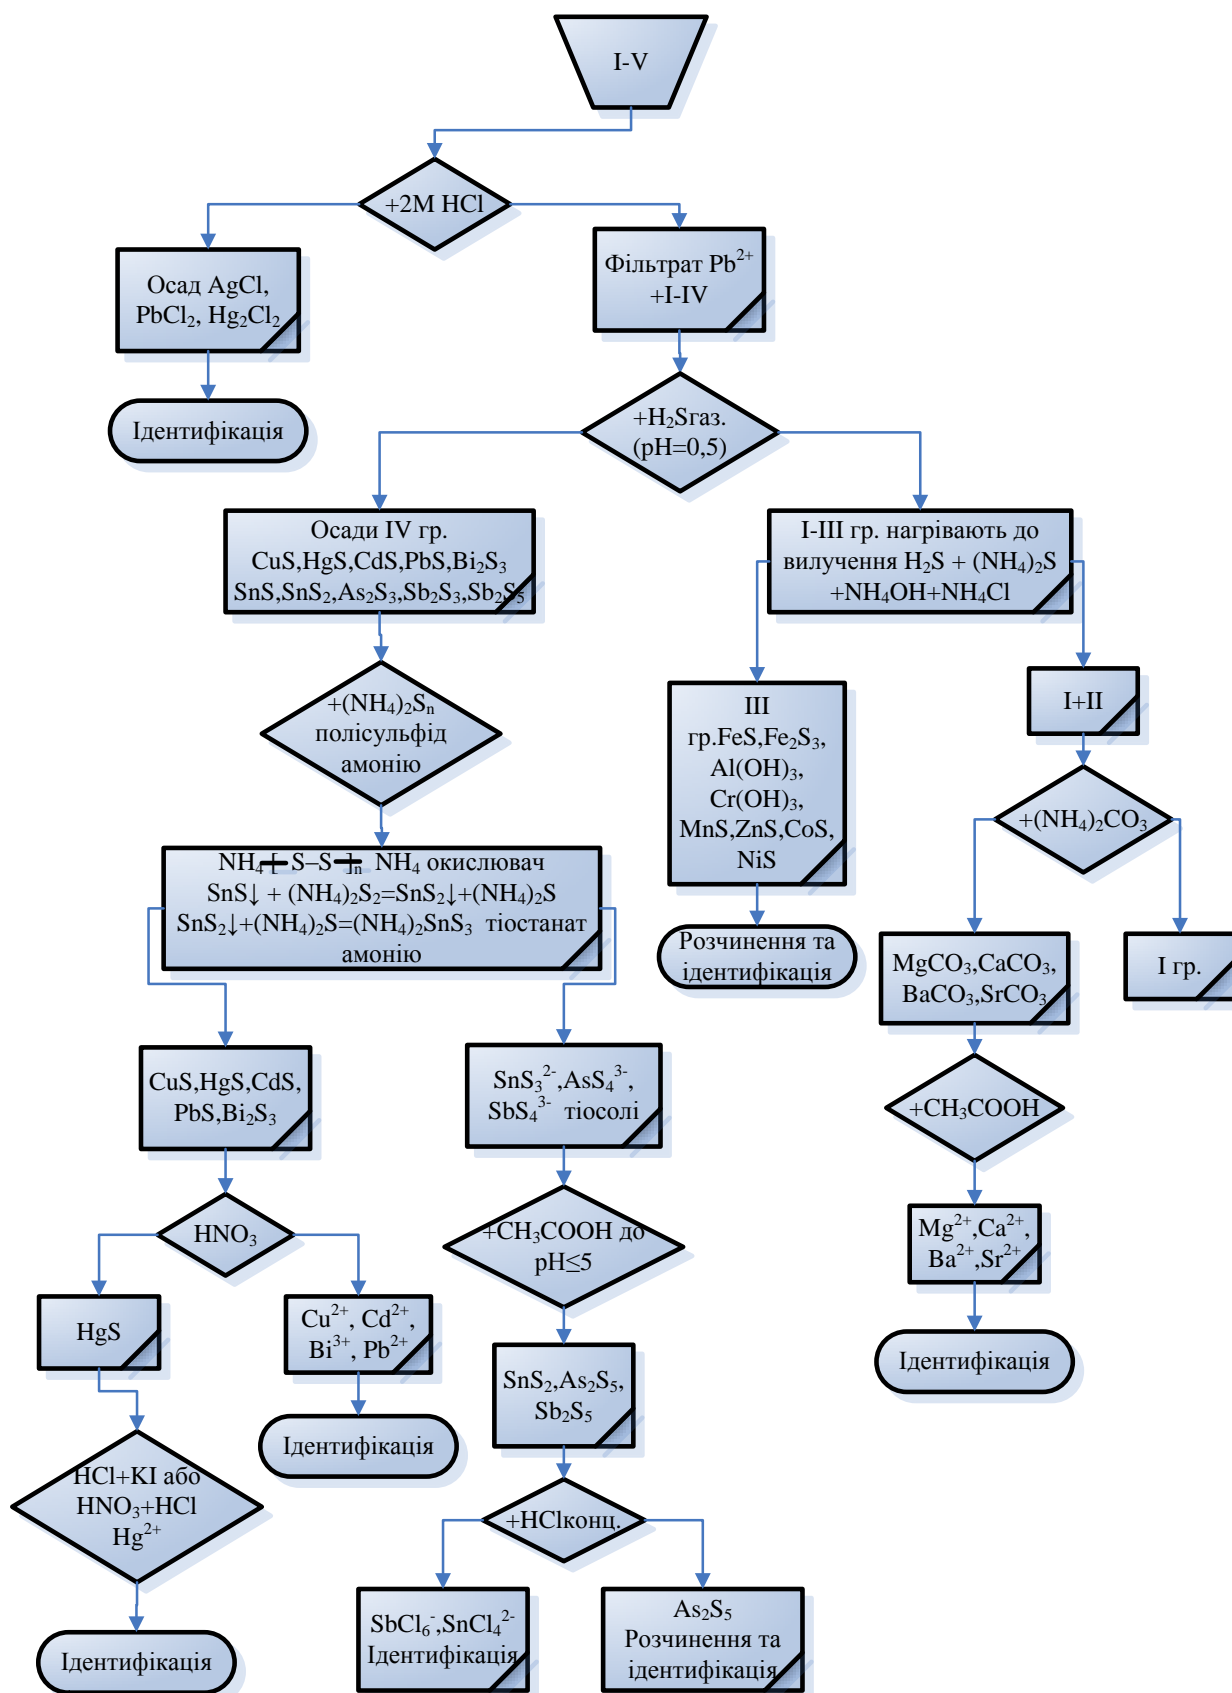 I-V
+2M HCl
Осад AgCl,
PbCl₂, Hg₂Cl₂
Ідентифікація
Фільтрат Pb²⁺
+I-IV
+H₂Sгаз.
(pH=0,5)
Осади IV гр.
CuS,HgS,CdS,PbS,Bi₂S₃
SnS,SnS₂,As₂S₃,Sb₂S₃,Sb₂S₅
I-III гр. нагрівають до
вилучення H₂S + (NH₄)₂S
+NH₄OH+NH₄Cl
+(NH₄)₂Sₙ
полісульфід
амонію
III
гр.FeS,Fe₂S₃,
Al(OH)₃,
Cr(OH)₃,
MnS,ZnS,CoS,
NiS
Розчинення та
ідентифікація
I+II
+(NH₄)₂CO₃
MgCO₃,CaCO₃,
BaCO₃,SrCO₃
I гр.
+CH₃COOH
Mg²⁺,Ca²⁺,
Ba²⁺,Sr²⁺
Ідентифікація
NH₄[ S–S ]ₙ NH₄ окислювач
SnS↓ + (NH₄)₂S₂=SnS₂↓+(NH₄)₂S
SnS₂↓+(NH₄)₂S=(NH₄)₂SnS₃ тіостанат
амонію
CuS,HgS,CdS,
PbS,Bi₂S₃
HNO₃
HgS
Cu²⁺, Cd²⁺,
Bi³⁺, Pb²⁺
Ідентифікація
HCl+KI або
HNO₃+HCl
Hg²⁺
Ідентифікація
SnS₃²⁻,AsS₄³⁻,
SbS₄³⁻ тіосолі
+CH₃COOH до
pH≤5
SnS₂,As₂S₅,
Sb₂S₅
+HClконц.
SbCl₆⁻,SnCl₄²⁻
Ідентифікація
As₂S₅
Розчинення та
ідентифікація